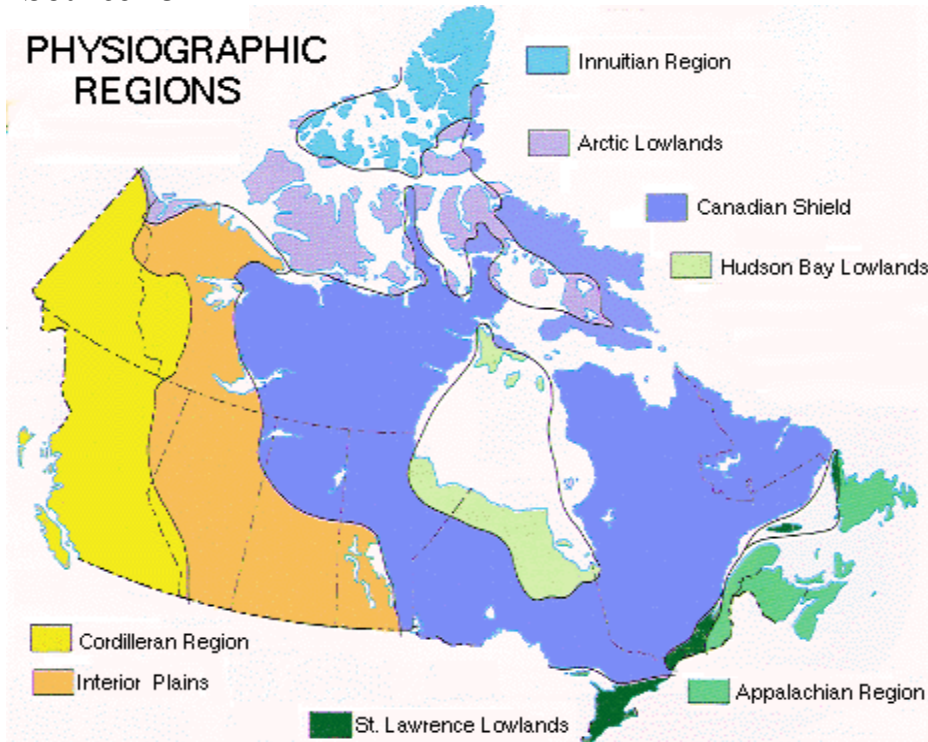 PHYSIOGRAPHIC
REGIONS
Innuitian Region
Arctic Lowlands
Canadian Shield
Hudson Bay Lowlands
Cordilleran Region
Interior Plains
St. Lawrence Lowlands
Appalachian Region